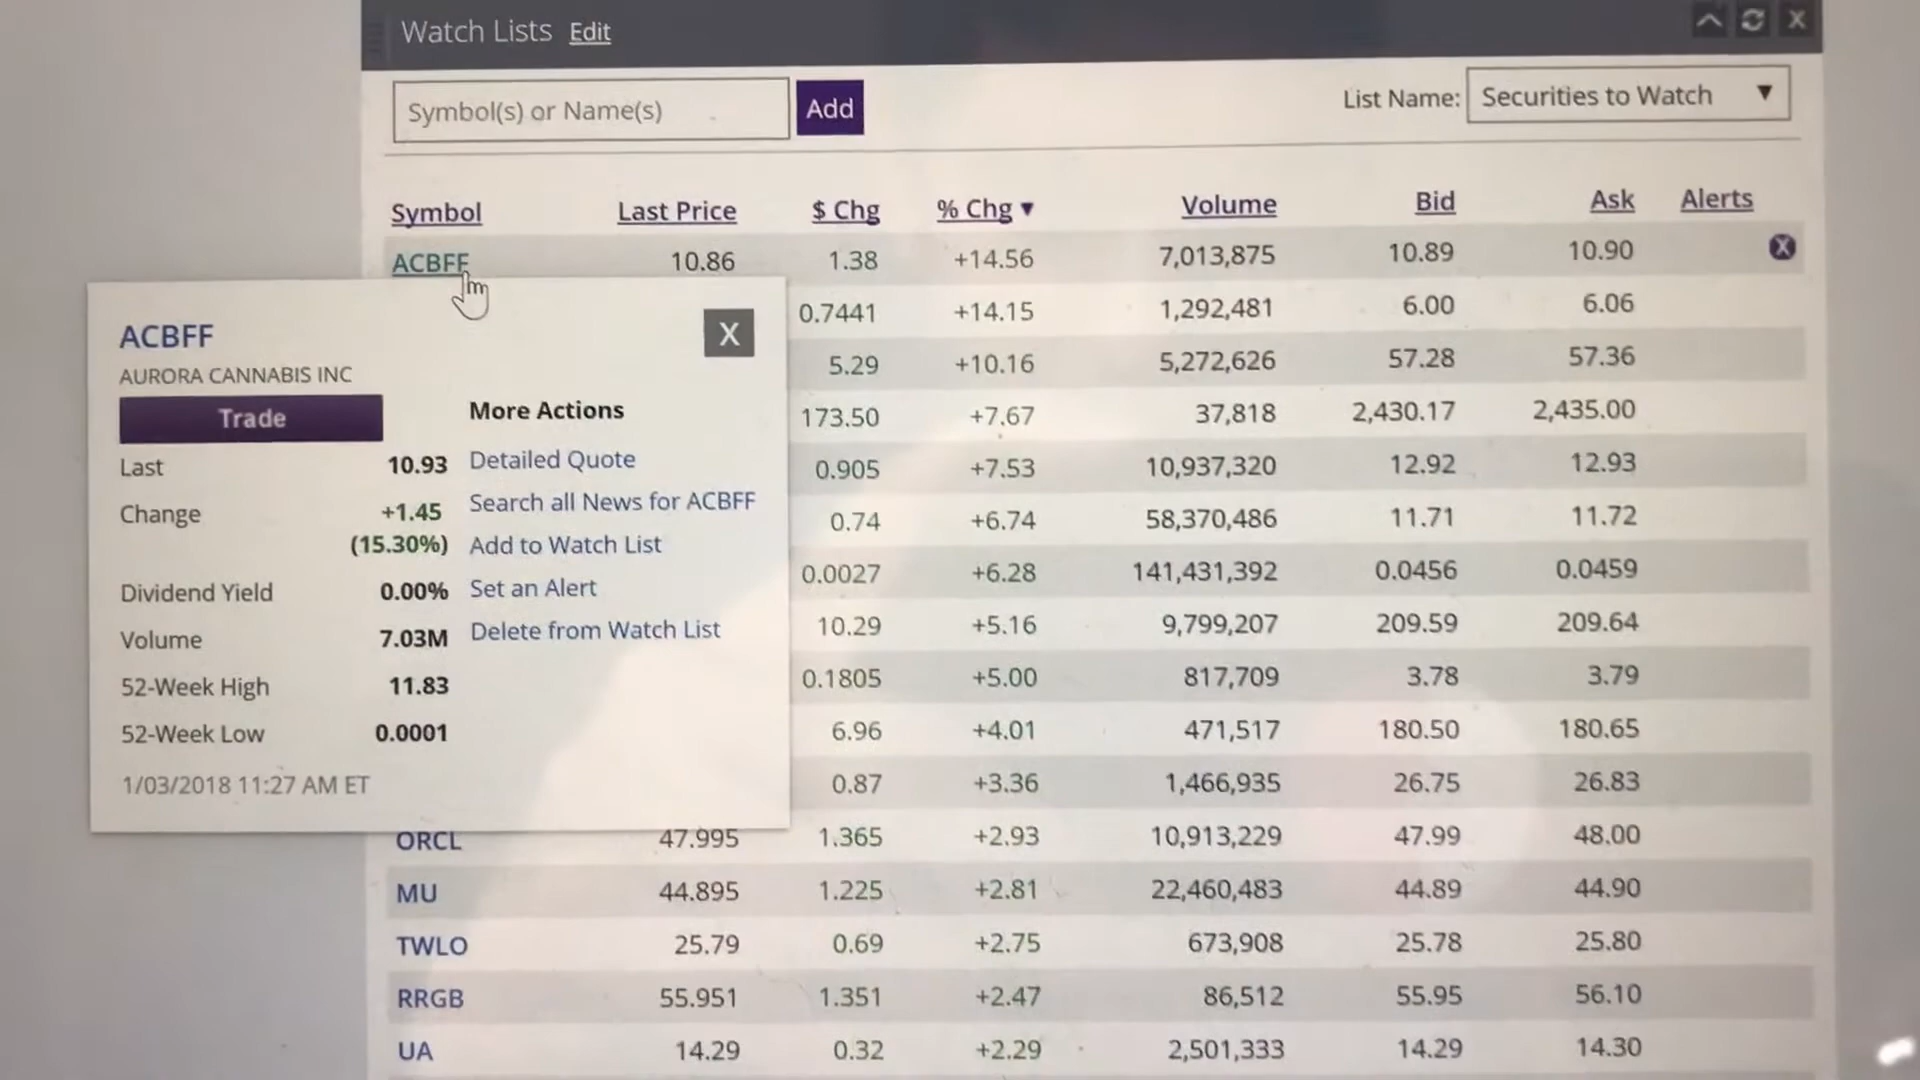 Watch Lists Edit
Symbol(s) or Name(s) Add List Name: Securities to Watch
Symbol Last Price $ Chg % Chg Volume Bid Ask Alerts
ACBFF 10.86 1.38 +14.56 7,013,875 10.89 10.90 X
0.7441 +14.15 1,292,481 6.00 6.06
5.29 +10.16 5,272,626 57.28 57.36
173.50 +7.67 37,818 2,430.17 2,435.00
0.905 +7.53 10,937,320 12.92 12.93
0.74 +6.74 58,370,486 11.71 11.72
0.0027 +6.28 141,431,392 0.0456 0.0459
10.29 +5.16 9,799,207 209.59 209.64
0.1805 +5.00 817,709 3.78 3.79
6.96 +4.01 471,517 180.50 180.65
0.87 +3.36 1,466,935 26.75 26.83
ORCL 47.995 1.365 +2.93 10,913,229 47.99 48.00
MU 44.895 1.225 +2.81 22,460,483 44.89 44.90
TWLO 25.79 0.69 +2.75 673,908 25.78 25.80
RRGB 55.951 1.351 +2.47 86,512 55.95 56.10
UA 14.29 0.32 +2.29 2,501,333 14.29 14.30
ACBFF X
AURORA CANNABIS INC
Trade
Last 10.93
Change +1.45
(15.30%)
Dividend Yield 0.00%
Volume 7.03M
52-Week High 11.83
52-Week Low 0.0001
1/03/2018 11:27 AM ET
More Actions
Detailed Quote
Search all News for ACBFF
Add to Watch List
Set an Alert
Delete from Watch List